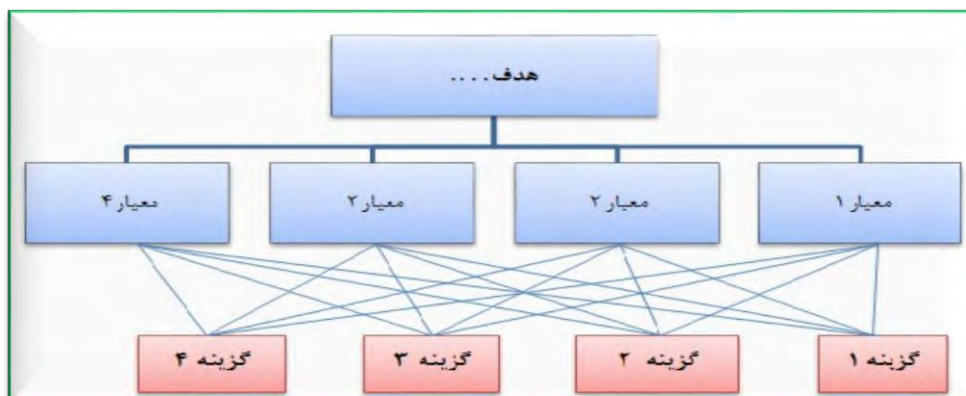 هدف....
معیار ۱
معیار ۲
معیار ۲
معیار ۴
گزینه ۱
گزینه ۲
گزینه ۳
گزینه ۴